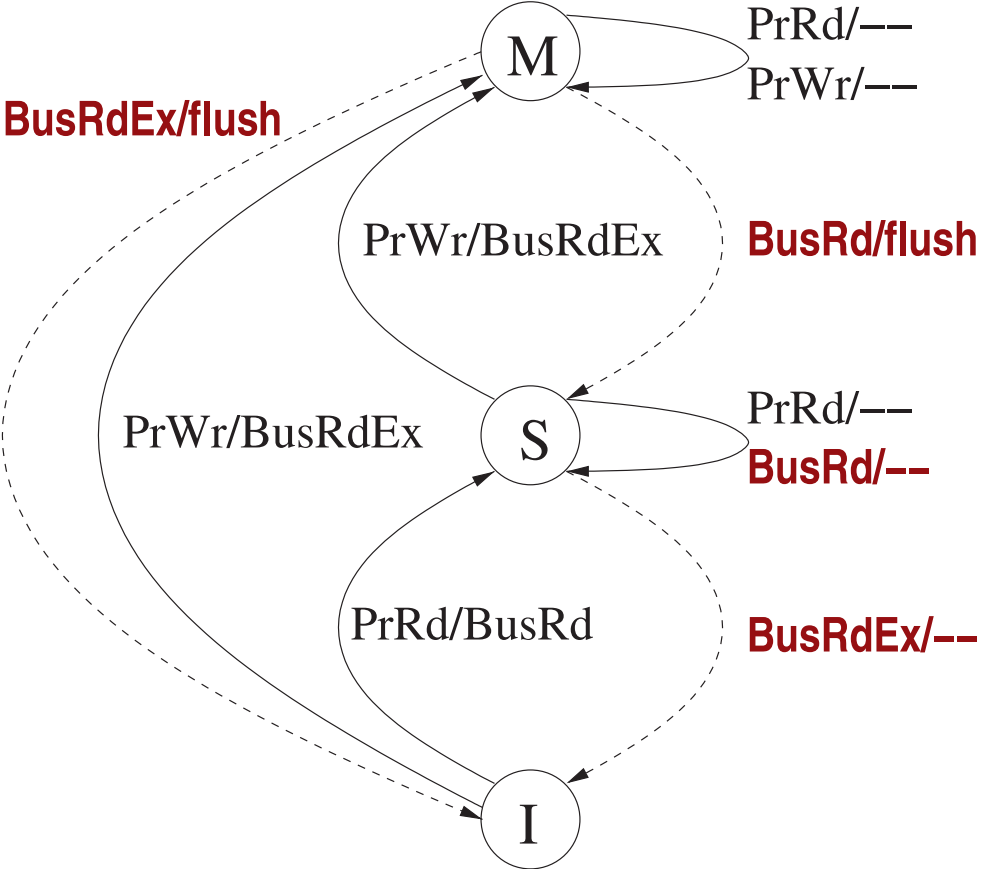 M
PrRd/--
PrWr/--
BusRdEx/flush
PrWr/BusRdEx
BusRd/flush
PrWr/BusRdEx
S
PrRd/--
BusRd/--
PrRd/BusRd
BusRdEx/--
I